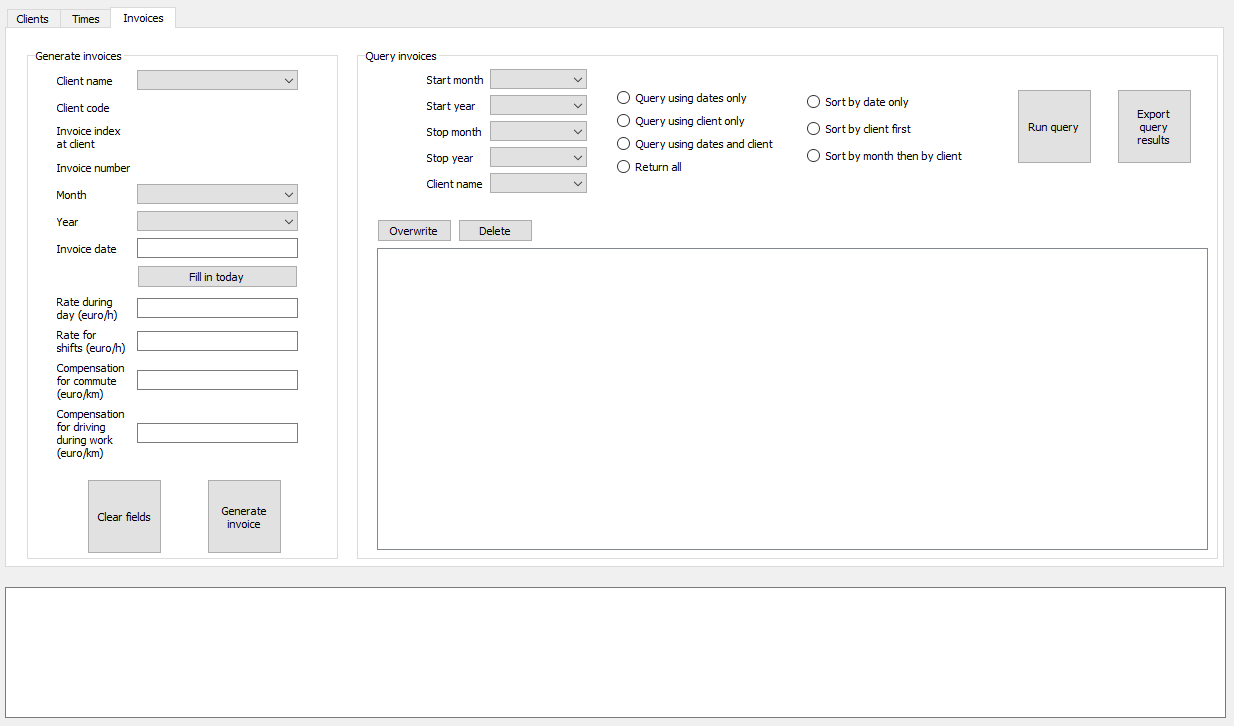 Clients
Times
Invoices
Generate invoices
Client name
Client code
Invoice index
at client
Invoice number
Month
Year
Invoice date
Fill in today
Rate during
day (euro/h)
Rate for
shifts (euro/h)
Compensation
for commute
(euro/km)
Compensation
for driving
during work
(euro/km)
Clear fields
Generate
invoice
Query invoices
Start month
Start year
Stop month
Stop year
Client name
Query using dates only
Query using client only
Query using dates and client
Return all
Sort by date only
Sort by client first
Sort by month then by client
Run query
Export
query
results
Overwrite
Delete